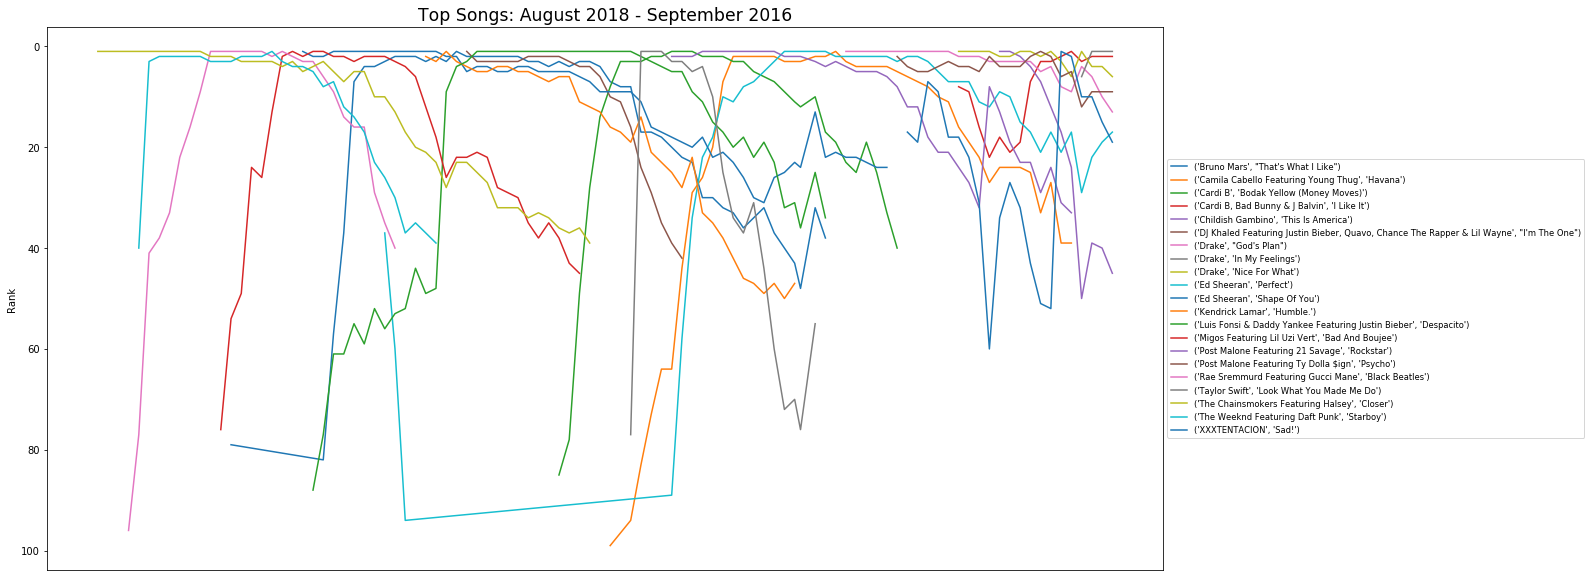 Top Songs: August 2018 - September 2016
0
20
40
60
80
100
Rank
('Bruno Mars', "That's What I Like")
('Camila Cabello Featuring Young Thug', 'Havana')
('Cardi B', 'Bodak Yellow (Money Moves)')
('Cardi B, Bad Bunny & J Balvin', 'I Like It')
('Childish Gambino', 'This Is America')
('DJ Khaled Featuring Justin Bieber, Quavo, Chance The Rapper & Lil Wayne', "I'm The One")
('Drake', "God's Plan")
('Drake', 'In My Feelings')
('Drake', 'Nice For What')
('Ed Sheeran', 'Perfect')
('Ed Sheeran', 'Shape Of You')
('Kendrick Lamar', 'Humble.')
('Luis Fonsi & Daddy Yankee Featuring Justin Bieber', 'Despacito')
('Migos Featuring Lil Uzi Vert', 'Bad And Boujee')
('Post Malone Featuring 21 Savage', 'Rockstar')
('Post Malone Featuring Ty Dolla $ign', 'Psycho')
('Rae Sremmurd Featuring Gucci Mane', 'Black Beatles')
('Taylor Swift', 'Look What You Made Me Do')
('The Chainsmokers Featuring Halsey', 'Closer')
('The Weeknd Featuring Daft Punk', 'Starboy')
('XXXTENTACION', 'Sad!')